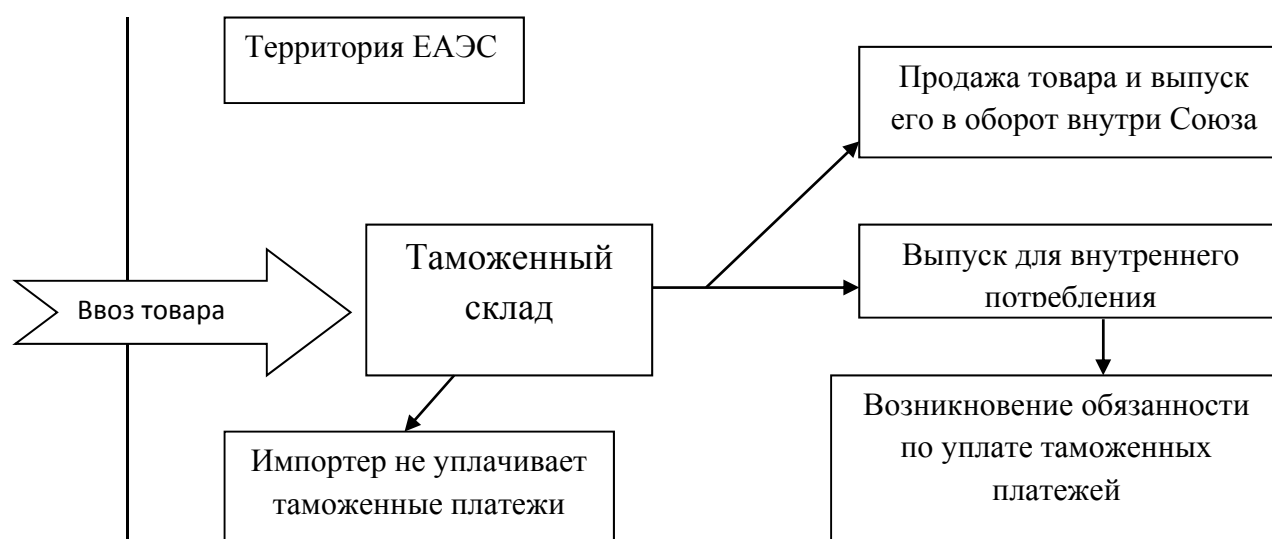 Территория ЕАЭС
Продажа товара и выпуск
его в оборот внутри Союза
Ввоз товара
Таможенный
склад
Выпуск для внутреннего
потребления
Импортер не уплачивает
таможенные платежи
Возникновение обязанности
по уплате таможенных
платежей